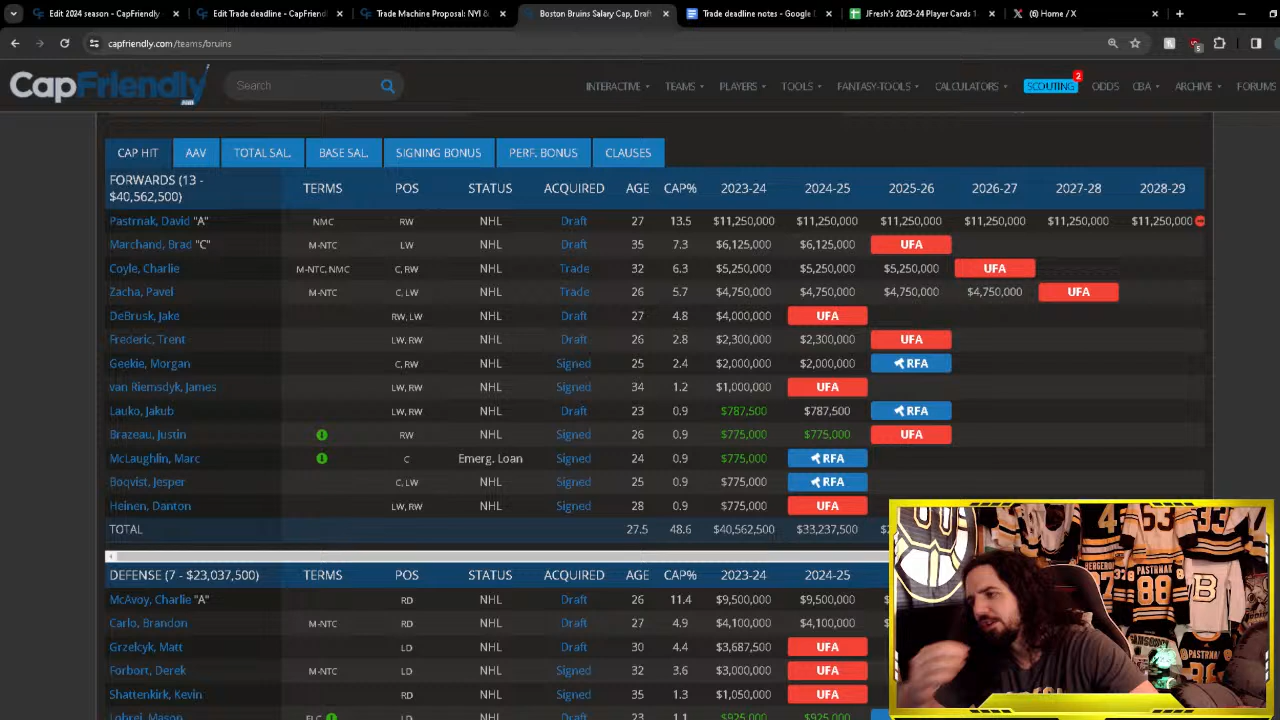 Edit 2024 season - CapFriendly
Edit Trade deadline - CapFriend
Trade Machine Proposal: NYI &
Boston Bruins Salary Cap, Draft
Trade deadline notes - Google
JFresh's 2023-24 Player Cards
(6) Home / X
capfriendly.com/teams/bruins
CapFriendly
Search
INTERACTIVE TEAMS PLAYERS TOOLS FANTASY-TOOLS CALCULATORS SCOUTING 2 ODDS CBA ARCHIVE FORUMS
CAP HIT AAV TOTAL SAL. BASE SAL. SIGNING BONUS PERF. BONUS CLAUSES
FORWARDS (13 - $40,562,500) TERMS POS STATUS ACQUIRED AGE CAP% 2023-24 2024-25 2025-26 2026-27 2027-28 2028-29
Pastrnak, David "A" NMC RW NHL Draft 27 13.5 $11,250,000 $11,250,000 $11,250,000 $11,250,000 $11,250,000 $11,250,000
Marchand, Brad "C" M-NTC LW NHL Draft 35 7.3 $6,125,000 $6,125,000 UFA
Coyle, Charlie M-NTC, NMC C, RW NHL Trade 32 6.3 $5,250,000 $5,250,000 $5,250,000 UFA
Zacha, Pavel M-NTC C, LW NHL Trade 26 5.7 $4,750,000 $4,750,000 $4,750,000 $4,750,000 UFA
DeBrusk, Jake RW, LW NHL Draft 27 4.8 $4,000,000 UFA
Frederic, Trent LW, RW NHL Draft 26 2.8 $2,300,000 $2,300,000 UFA
Geekie, Morgan C, RW NHL Signed 25 2.4 $2,000,000 $2,000,000 RFA
van Riemsdyk, James LW, RW NHL Signed 34 1.2 $1,000,000 UFA
Lauko, Jakub LW, RW NHL Draft 23 0.9 $787,500 $787,500 RFA
Brazeau, Justin RW NHL Signed 26 0.9 $775,000 $775,000 UFA
McLaughlin, Marc C Emerg. Loan Signed 24 0.9 $775,000 RFA
Boqvist, Jesper C, LW NHL Signed 25 0.9 $775,000 RFA
Heinen, Danton LW, RW NHL Signed 28 0.9 $775,000 UFA
TOTAL 27.5 48.6 $40,562,500 $33,237,500
DEFENSE (7 - $23,037,500) TERMS POS STATUS ACQUIRED AGE CAP% 2023-24 2024-25
McAvoy, Charlie "A" RD NHL Draft 26 11.4 $9,500,000 $9,500,000
Carlo, Brandon M-NTC RD NHL Draft 27 4.9 $4,100,000 $4,100,000
Grzelcyk, Matt LD NHL Draft 30 4.4 $3,687,500 UFA
Forbort, Derek M-NTC LD NHL Signed 31 3.6 $3,000,000 UFA
Shattenkirk, Kevin RD NHL Signed 35 1.3 $1,050,000 UFA
Lohrei, Mason ELC LD NHL Draft 23 1.1 $925,000 $925,000
PASTRNAK
88
B